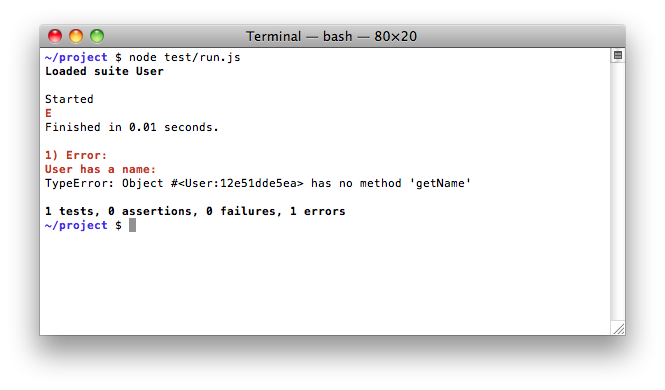 Terminal — bash — 80×20
~/project $ node test/run.js
Loaded suite User
Started
E
Finished in 0.01 seconds.
1) Error:
User has a name:
TypeError: Object #<User:12e51dde5ea> has no method 'getName'
1 tests, 0 assertions, 0 failures, 1 errors
~/project $